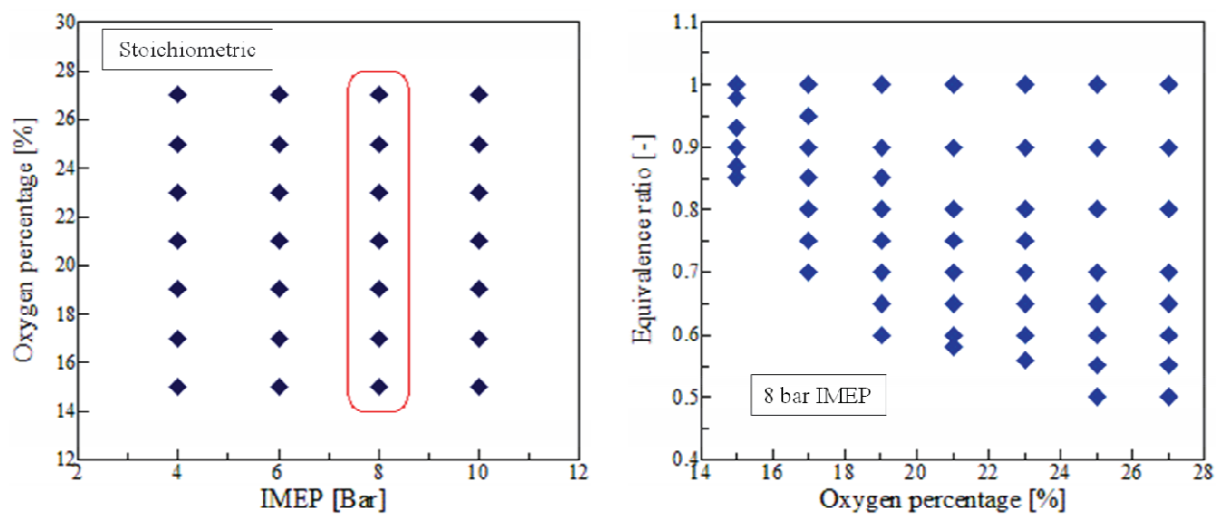 30
28
26
24
22
20
18
16
14
12
Oxygen percentage [%]
Stoichiometric
2 4 6 8 10 12
IMEP [Bar]
1.1
1
0.9
0.8
0.7
0.6
0.5
0.4
Equivalence ratio [-]
8 bar IMEP
14 16 18 20 22 24 26 28
Oxygen percentage [%]